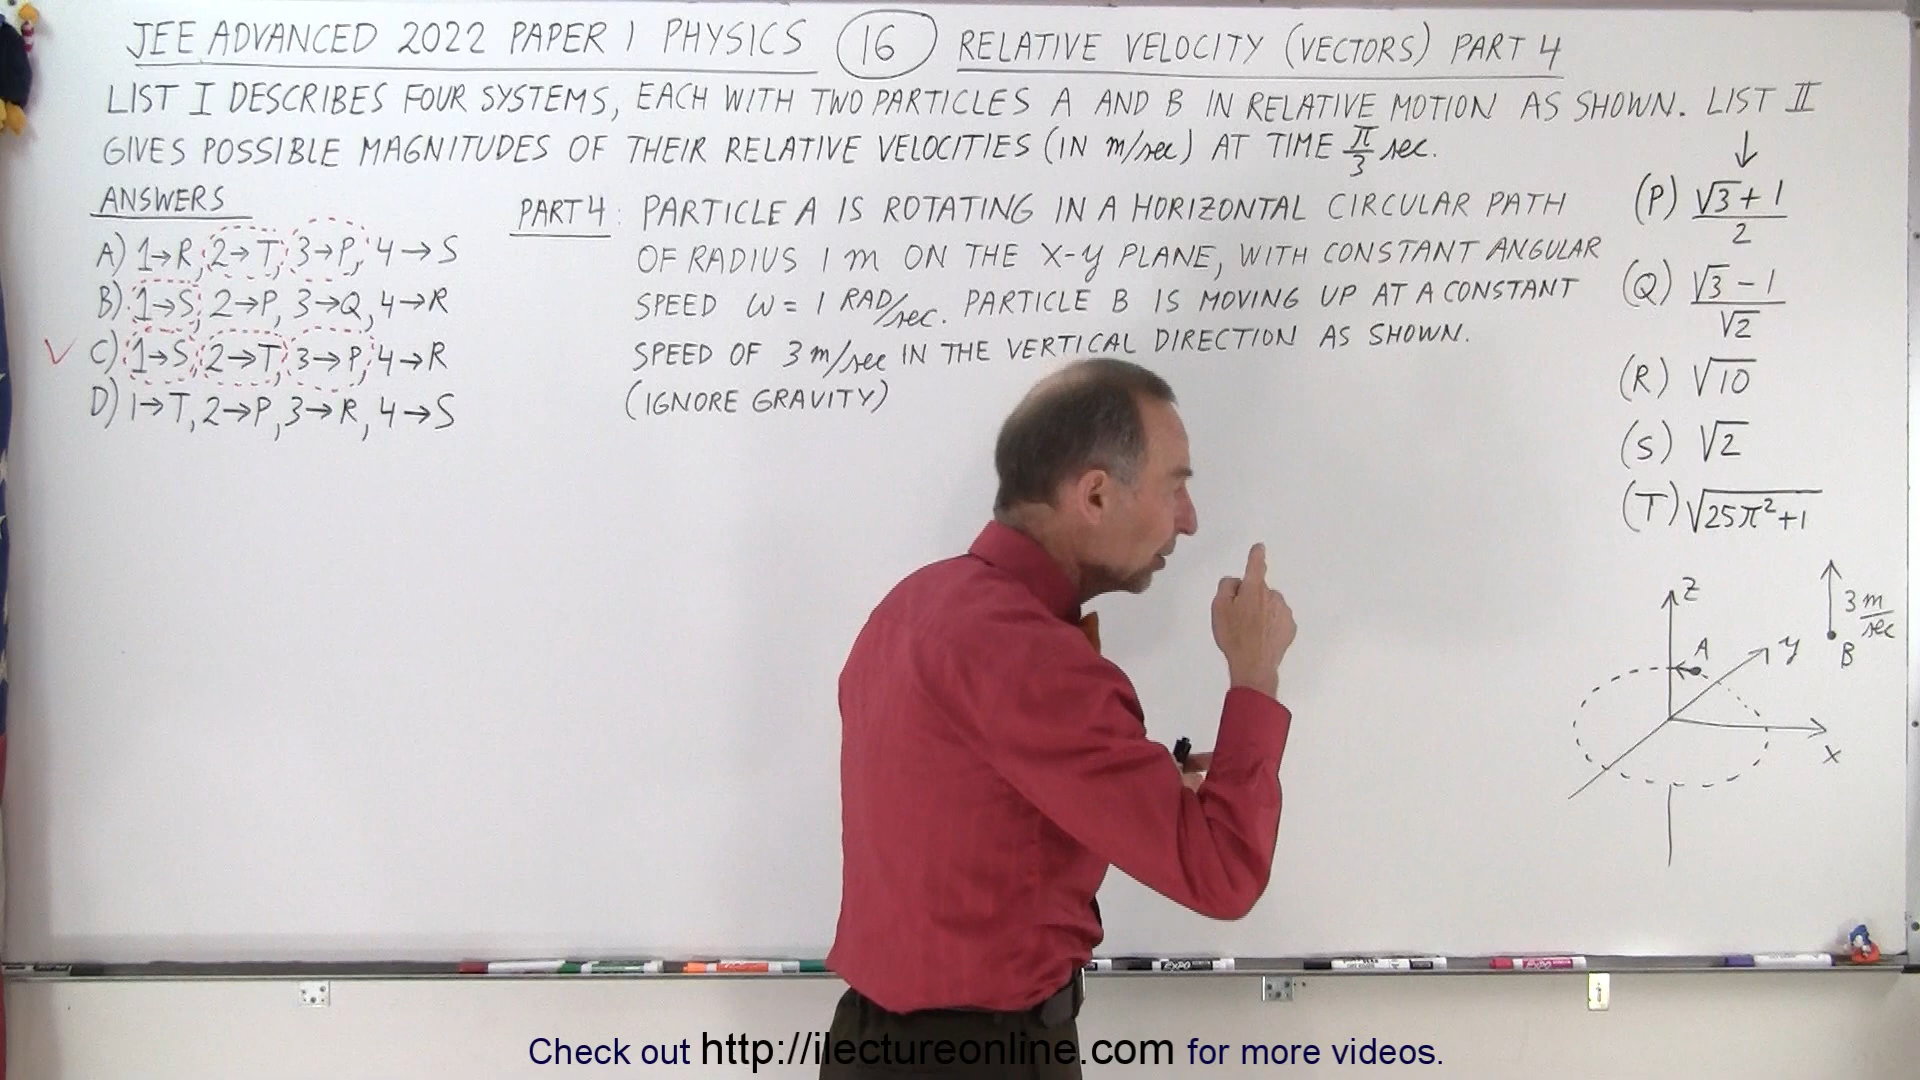 JEE ADVANCED 2022 PAPER 1 PHYSICS (16) RELATIVE VELOCITY (VECTORS) PART 4
LIST I DESCRIBES FOUR SYSTEMS, EACH WITH TWO PARTICLES A AND B IN RELATIVE MOTION AS SHOWN. LIST II
GIVES POSSIBLE MAGNITUDES OF THEIR RELATIVE VELOCITIES (IN m/sec) AT TIME π/3 sec.
ANSWERS
A) 1→R, 2→T, 3→P, 4→S
B) 1→S, 2→P, 3→Q, 4→R
✓ C) 1→S, 2→T, 3→P, 4→R
D) 1→T, 2→P, 3→R, 4→S
PART 4: PARTICLE A IS ROTATING IN A HORIZONTAL CIRCULAR PATH
OF RADIUS 1 m ON THE X-y PLANE, WITH CONSTANT ANGULAR
SPEED ω = 1 RAD/sec. PARTICLE B IS MOVING UP AT A CONSTANT
SPEED OF 3 m/sec IN THE VERTICAL DIRECTION AS SHOWN.
(IGNORE GRAVITY)
(P) (√3+1)/2
(Q) (√3-1)/√2
(R) √10
(S) √2
(T) √(25π²+1)
Z
3 m/sec
A
y
B
x
EXPO
Check out http://ilectureonline.com for more videos.